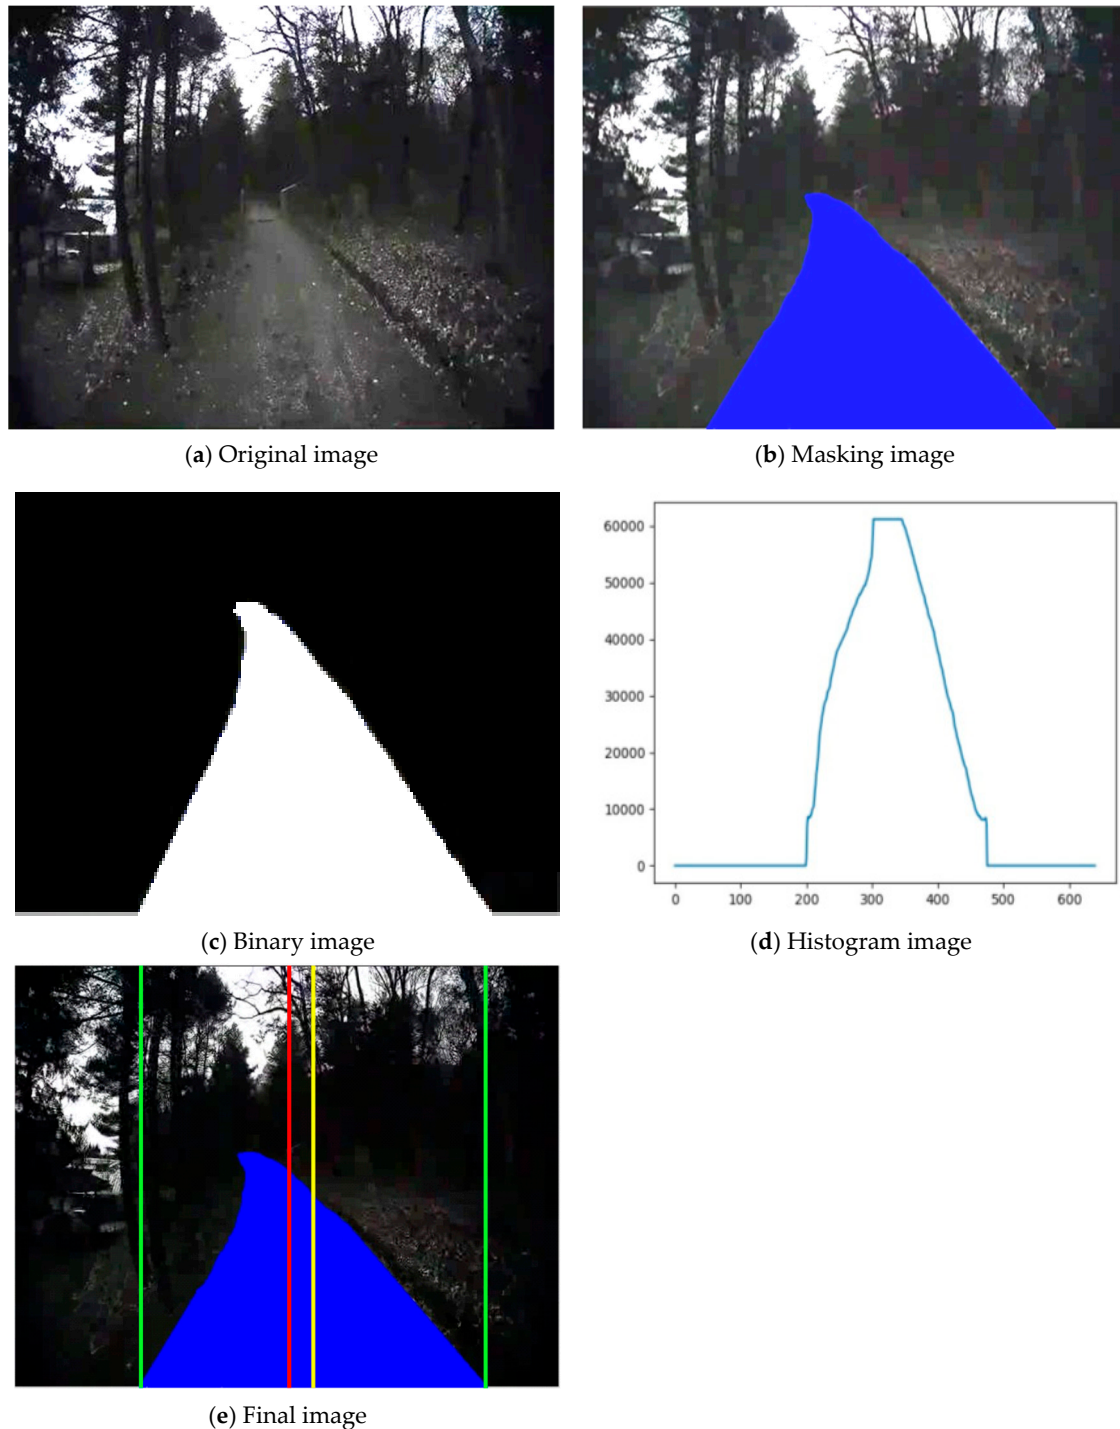 (a) Original image
(b) Masking image
60000
50000
40000
30000
20000
10000
0
0 100 200 300 400 500 600
(c) Binary image
(d) Histogram image
(e) Final image